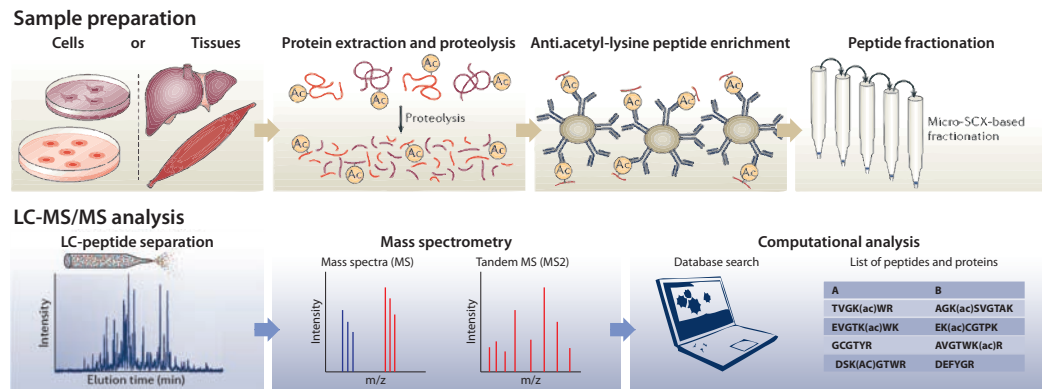 Sample preparation
Cells or Tissues
Protein extraction and proteolysis
Anti.acetyl-lysine peptide enrichment
Peptide fractionation
Ac
Ac
Ac
Ac
Proteolysis
Ac
Ac
Ac
Ac
Ac
Ac
Ac
Ac
Ac
Ac
Ac
Micro-SCX-based
fractionation
LC-MS/MS analysis
LC-peptide separation
Intensity
Elution time (min)
Mass spectrometry
Mass spectra (MS)
Intensity
m/z
Tandem MS (MS2)
Intensity
m/z
Computational analysis
Database search
List of peptides and proteins
A B
TVGK(ac)WR AGK(ac)SVGTAK
EVGTK(ac)WK EK(ac)CGTPK
GCGTYR AVGTWK(ac)R
DSK(AC)GTWR DEFYGR